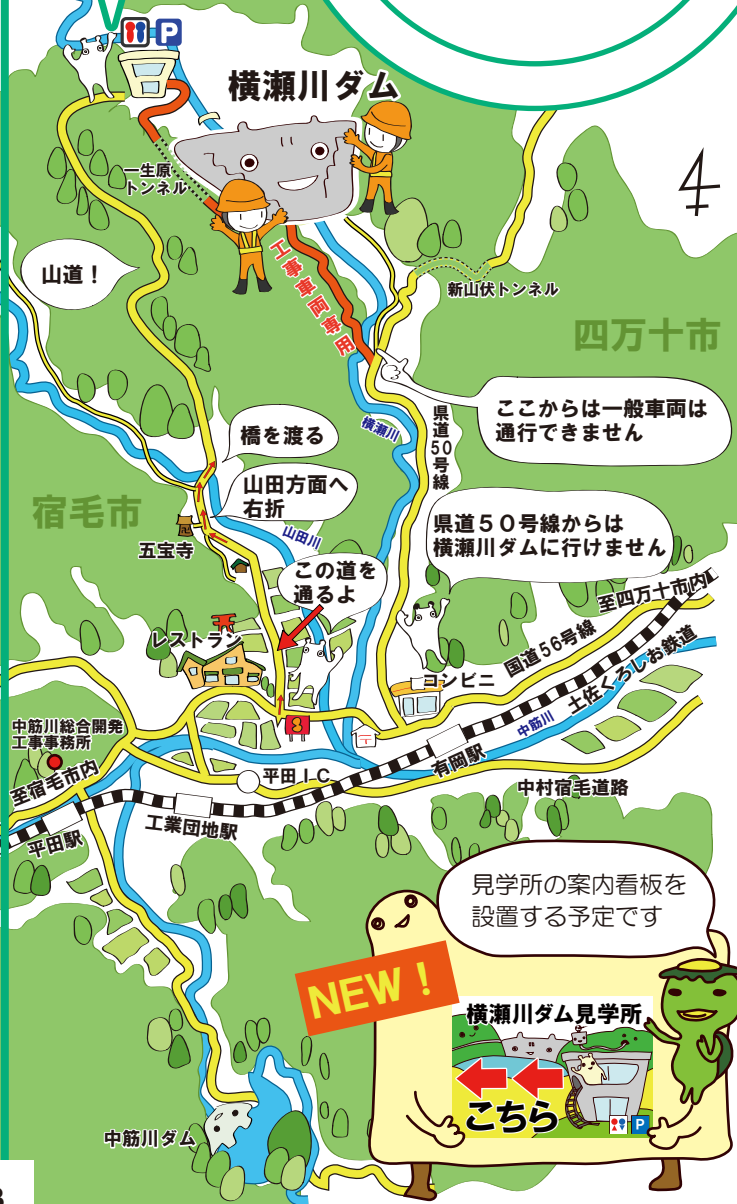 P
横瀬川ダム
一生原
トンネル
山道！
工事車両専用
新山伏トンネル
四万十市
ここからは一般車両は
通行できません
県道50号線
横瀬川
橋を渡る
山田方面へ
右折
宿毛市
五宝寺
山田川
県道５０号線からは
横瀬川ダムに行けません
この道を
通るよ
至四万十市内
レストラン
国道56号線
コンビニ
土佐くろしお鉄道
中筋川
中筋川総合開発
工事事務所
至宿毛市内
平田ＩＣ
有岡駅
中村宿毛道路
工業団地駅
平田駅
見学所の案内看板を
設置する予定です
NEW！
横瀬川ダム見学所
こちら
P
中筋川ダム